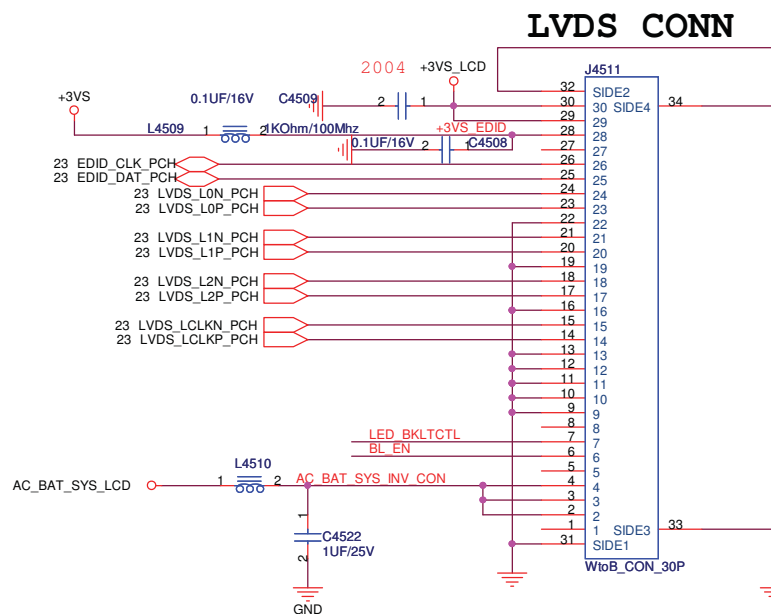 LVDS CONN
2004
+3VS_LCD
J4511
+3VS
0.1UF/16V
C4509
2
1
32
SIDE2
30
30
SIDE4
34
29
29
L4509
1
2
1KOhm/100Mhz
+3VS_EDID
28
28
0.1UF/16V
2
1
C4508
27
27
23 EDID_CLK_PCH
26
26
23 EDID_DAT_PCH
25
25
23 LVDS_L0N_PCH
24
24
23 LVDS_L0P_PCH
23
23
22
22
23 LVDS_L1N_PCH
21
21
23 LVDS_L1P_PCH
20
20
19
19
23 LVDS_L2N_PCH
18
18
23 LVDS_L2P_PCH
17
17
16
16
23 LVDS_LCLKN_PCH
15
15
23 LVDS_LCLKP_PCH
14
14
13
13
12
12
11
11
10
10
9
9
8
8
LED_BKLTCTL
7
7
BL_EN
6
6
5
5
AC_BAT_SYS_LCD
L4510
1
2
AC_BAT_SYS_INV_CON
4
4
3
3
2
2
1
1
SIDE3
33
31
SIDE1
1
C4522
1UF/25V
2
WtoB_CON_30P
GND